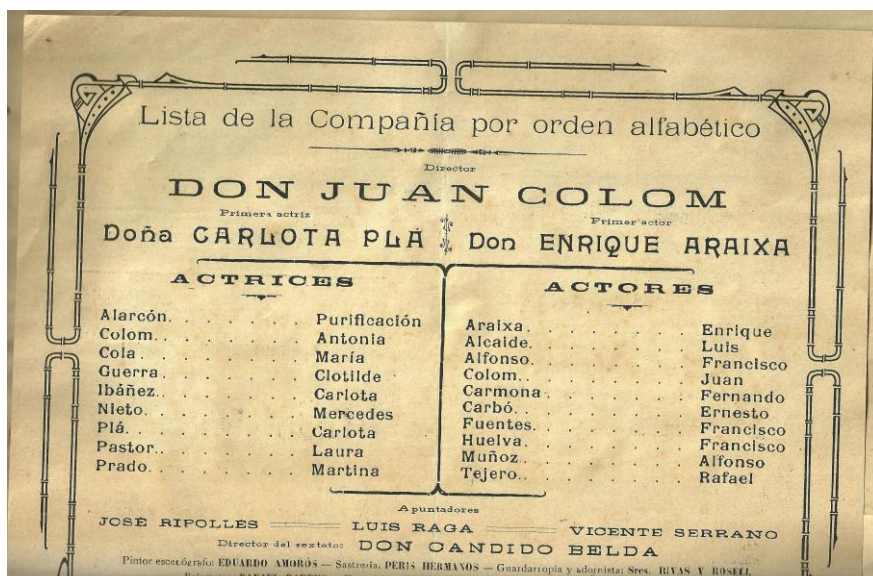 Lista de la Compañía por orden alfabético
Director
DON JUAN COLOM
Primera actriz
Doña CARLOTA PLÁ
Primer actor
Don ENRIQUE ARAIXA
ACTRICES
Alarcón. . . . . . . . Purificación
Colom. . . . . . . . Antonia
Cola . . . . . . . . María
Guerra . . . . . . . . Clotilde
Ibáñez. . . . . . . . Carlota
Nieto. . . . . . . . Mercedes
Plá. . . . . . . . Carlota
Pastor. . . . . . . . Laura
Prado. . . . . . . . Martina
ACTORES
Araixa. . . . . . . . Enrique
Alcaide. . . . . . . . Luis
Alfonso. . . . . . . . Francisco
Colom. . . . . . . . Juan
Carmona . . . . . . . . Fernando
Carbó. . . . . . . . Ernesto
Fuentes. . . . . . . . Francisco
Huelva. . . . . . . . Francisco
Muñoz. . . . . . . . Alfonso
Tejero. . . . . . . . Rafael
Apuntadores
JOSÉ RIPOLLÉS LUIS RAGA VICENTE SERRANO
Director del sexteto: DON CANDIDO BELDA
Pintor escenógrafo: EDUARDO AMORÓS — Sastrería, PERIS HERMANOS — Guardarropia y adornista: Sres. RIVAS Y ROSELL